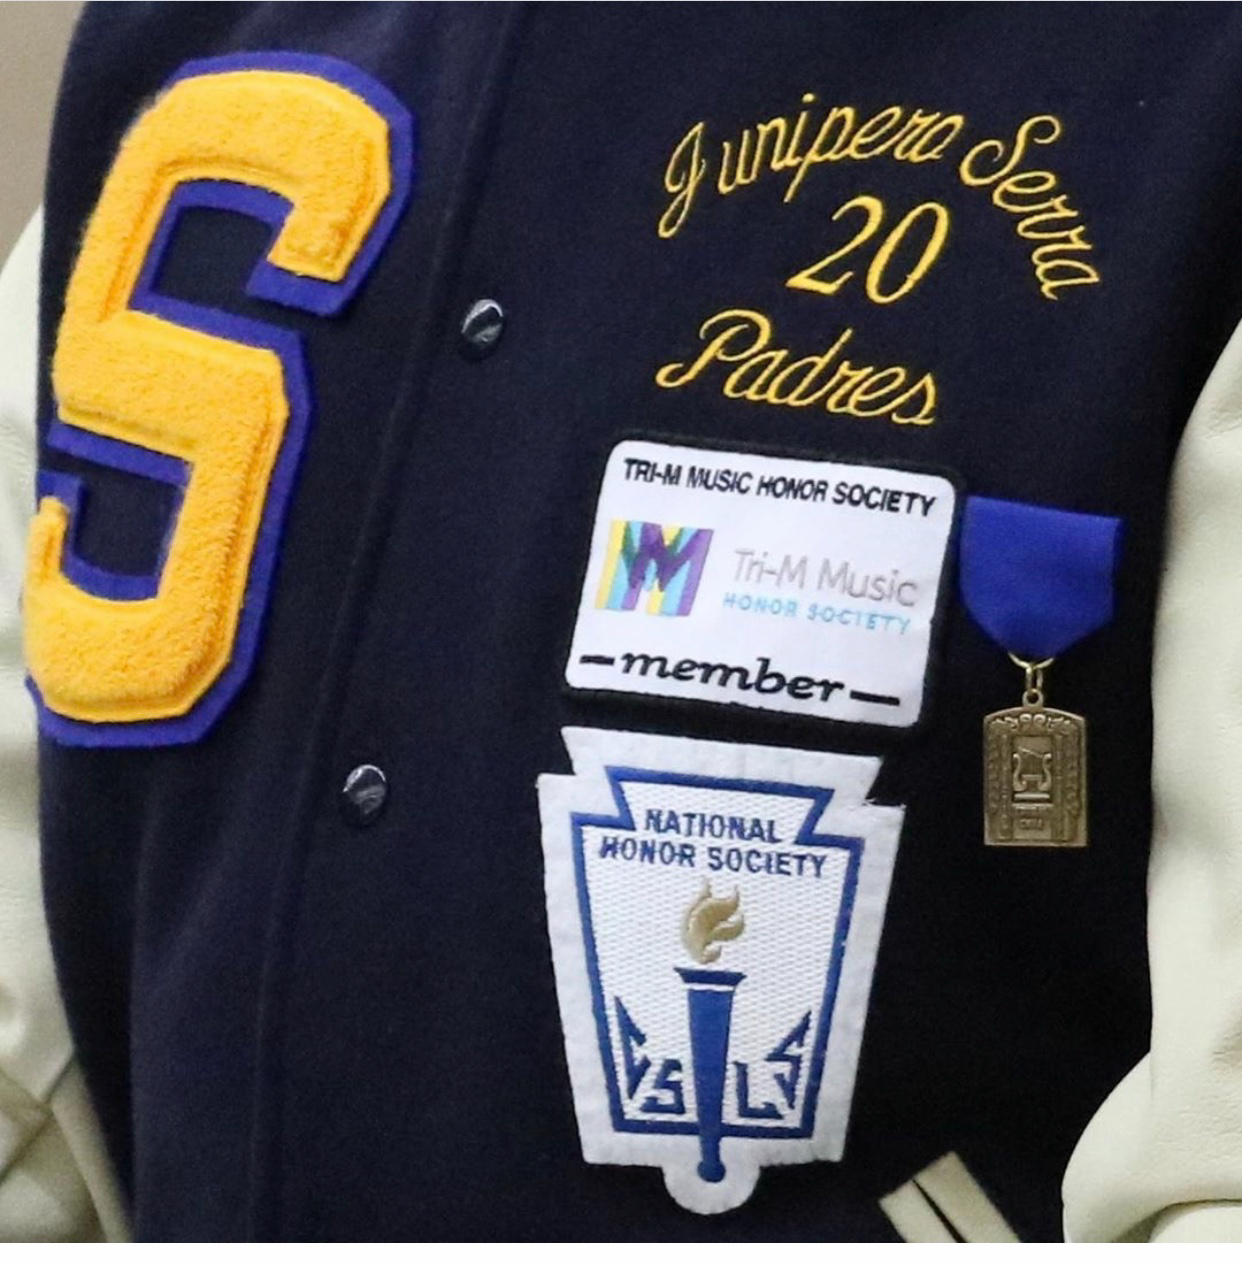 S
Junipero Serra
20
Padres
TRI-M MUSIC HONOR SOCIETY
Tri-M Music
HONOR SOCIETY
member
NATIONAL
HONOR SOCIETY
C S L S